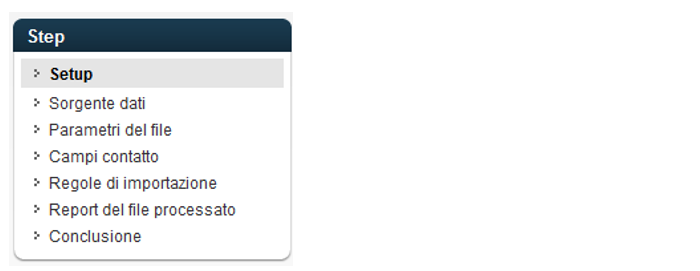 Step
Setup
Sorgente dati
Parametri del file
Campi contatto
Regole di importazione
Report del file processato
Conclusione